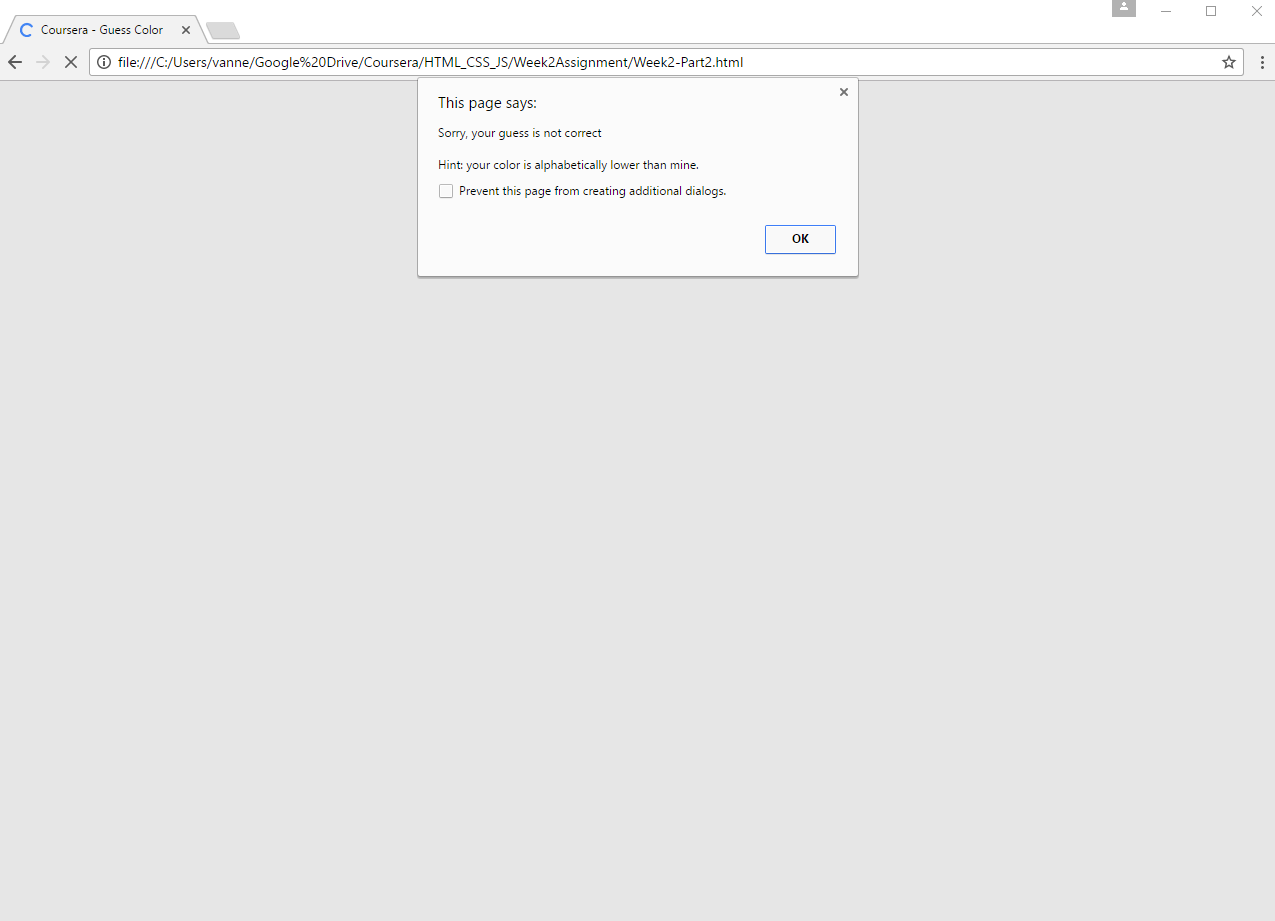 Coursera - Guess Color
file:///C:/Users/vanne/Google%20Drive/Coursera/HTML_CSS_JS/Week2Assignment/Week2-Part2.html
This page says:
Sorry, your guess is not correct
Hint: your color is alphabetically lower than mine.
Prevent this page from creating additional dialogs.
OK